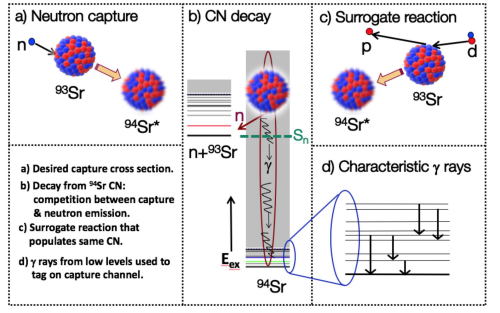 a) Neutron capture
n
93Sr
94Sr*
b) CN decay
n
Sn
n+93Sr
γ
Eex
94Sr
c) Surrogate reaction
p
d
93Sr
94Sr*
a) Desired capture cross section.
b) Decay from 94Sr CN:
competition between capture
& neutron emission.
c) Surrogate reaction that
populates same CN.
d) γ rays from low levels used to
tag on capture channel.
d) Characteristic γ rays